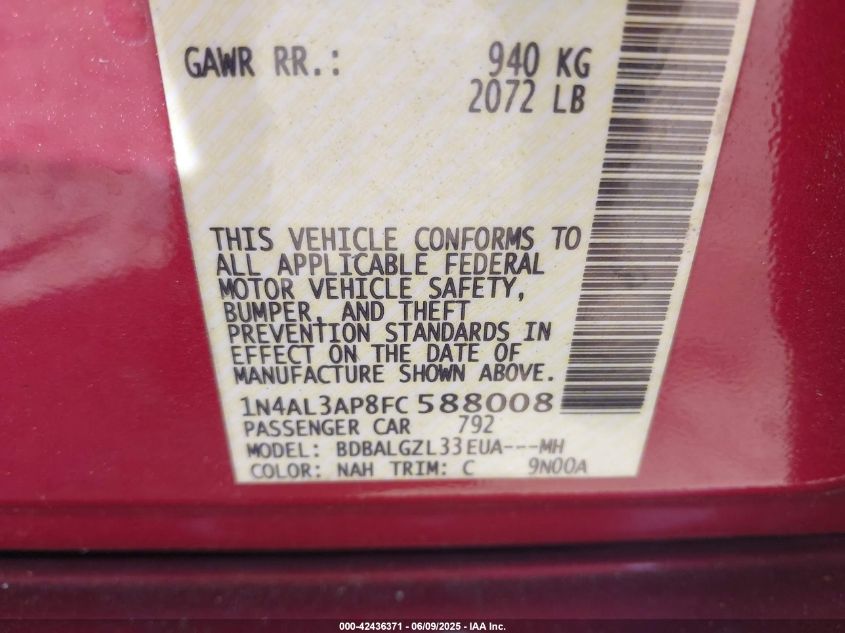 GAWR RR.: 940 KG
2072 LB
THIS VEHICLE CONFORMS TO
ALL APPLICABLE FEDERAL
MOTOR VEHICLE SAFETY,
BUMPER, AND THEFT
PREVENTION STANDARDS IN
EFFECT ON THE DATE OF
MANUFACTURE SHOWN ABOVE.
1N4AL3AP8FC 588008
PASSENGER CAR 792
MODEL: BDBALGZL33EUA---MH
COLOR: NAH TRIM: C 9N00A
000-42436371 | 06/09/2025 - IAA Inc.